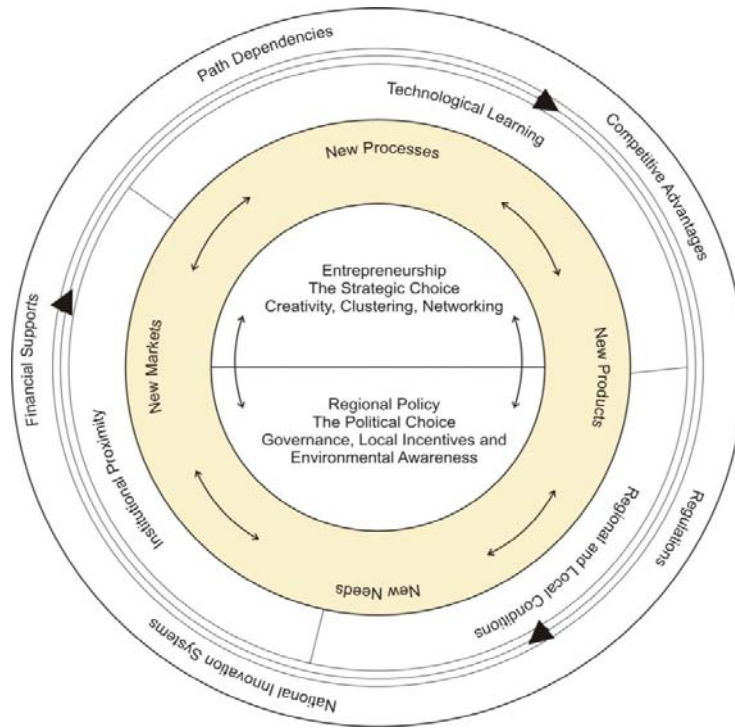 Path Dependencies
Competitive Advantages
Regulations
National Innovation Systems
Financial Supports
Technological Learning
Regional and Local Conditions
Institutional Proximity
New Processes
New Products
New Needs
New Markets
Entrepreneurship
The Strategic Choice
Creativity, Clustering, Networking
Regional Policy
The Political Choice
Governance, Local Incentives and
Environmental Awareness